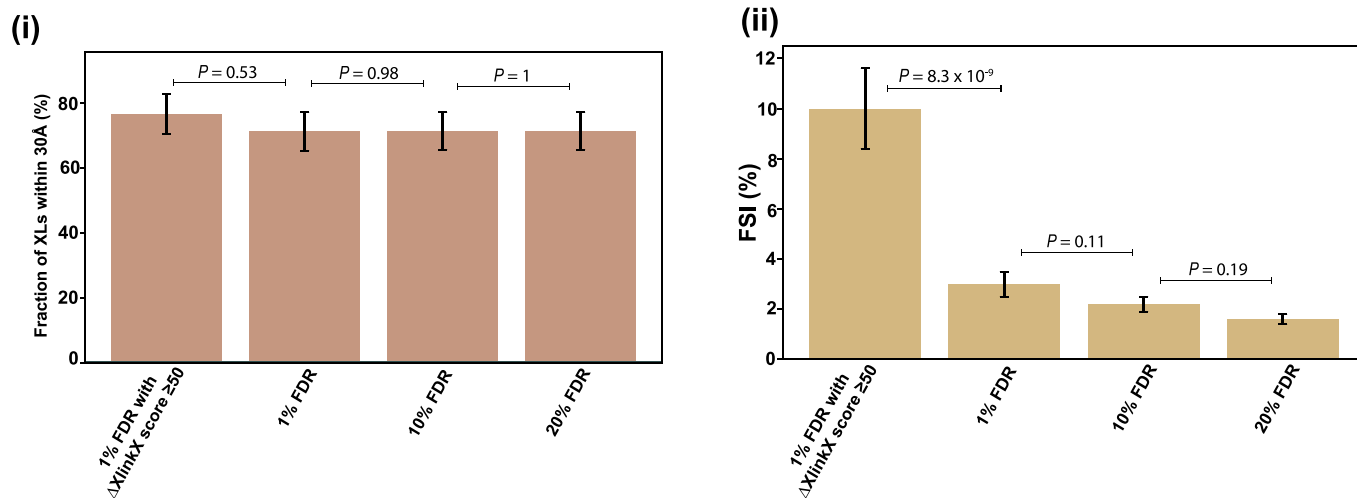 (i)
Fraction of XLs within 30Å (%)
80
60
40
20
0
P = 0.53
P = 0.98
P = 1
1% FDR with
ΔXlinkX score ≥50
1% FDR
10% FDR
20% FDR
(ii)
FSI (%)
12
10
8
6
4
2
0
P = 8.3 x 10⁻⁹
P = 0.11
P = 0.19
1% FDR with
ΔXlinkX score ≥50
1% FDR
10% FDR
20% FDR